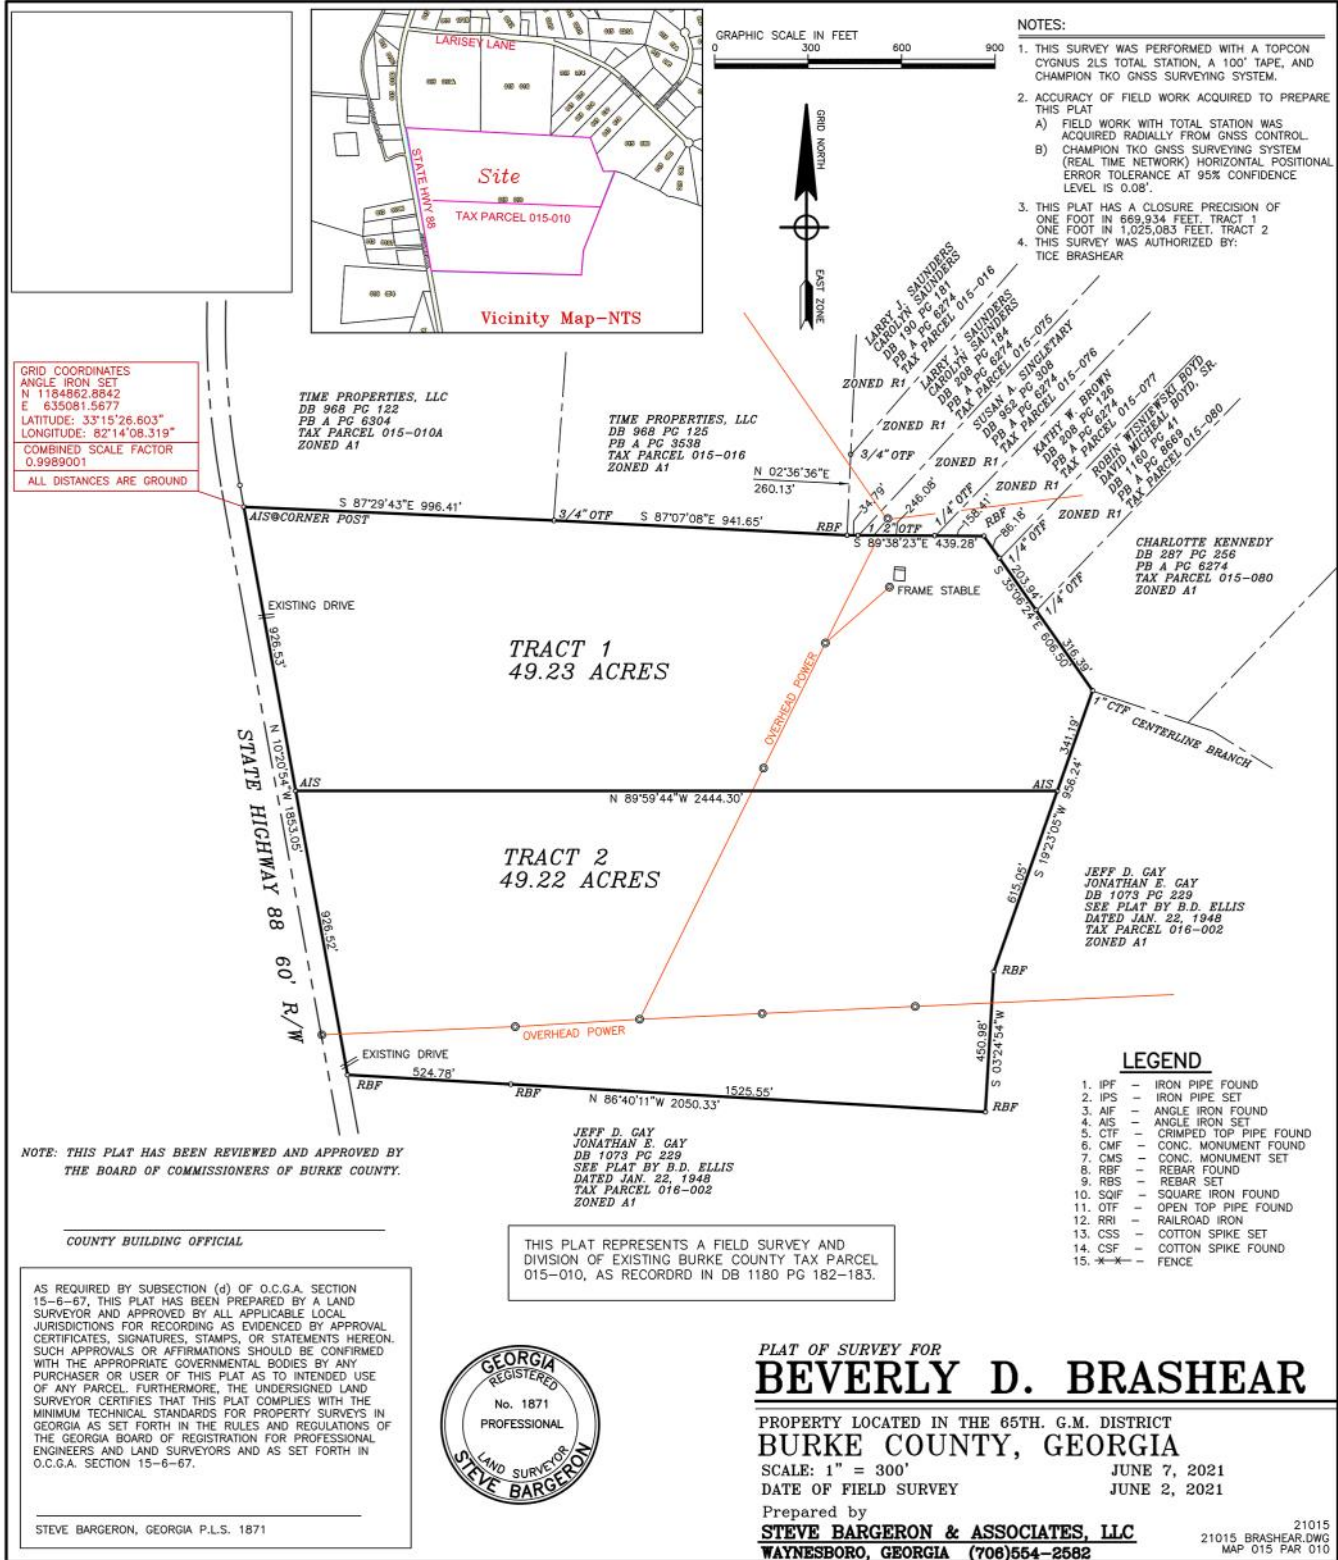 GRAPHIC SCALE IN FEET
0 300 600 900
NOTES:
1. THIS SURVEY WAS PERFORMED WITH A TOPCON
CYGNUS 2LS TOTAL STATION, A 100' TAPE, AND
CHAMPION TKO GNSS SURVEYING SYSTEM.
2. ACCURACY OF FIELD WORK ACQUIRED TO PREPARE
THIS PLAT
A) FIELD WORK WITH TOTAL STATION WAS
ACQUIRED RADIALLY FROM GNSS CONTROL.
B) CHAMPION TKO GNSS SURVEYING SYSTEM
(REAL TIME NETWORK) HORIZONTAL POSITIONAL
ERROR TOLERANCE AT 95% CONFIDENCE
LEVEL IS 0.08'.
3. THIS PLAT HAS A CLOSURE PRECISION OF
ONE FOOT IN 669,934 FEET. TRACT 1
ONE FOOT IN 1,025,083 FEET. TRACT 2
4. THIS SURVEY WAS AUTHORIZED BY:
TICE BRASHEAR
LARISEY LANE
STATE HWY 88
Site
TAX PARCEL 015-010
Vicinity Map-NTS
GRID NORTH
EAST ZONE
GRID COORDINATES
ANGLE IRON SET
N 1184862.8842
E 635081.5677
LATITUDE: 33°15'26.603"
LONGITUDE: 82°14'08.319"
COMBINED SCALE FACTOR
0.9989001
ALL DISTANCES ARE GROUND
TIME PROPERTIES, LLC
DB 968 PG 122
PB A PG 6304
TAX PARCEL 015-010A
ZONED A1
TIME PROPERTIES, LLC
DB 968 PG 125
PB A PG 3538
TAX PARCEL 015-016
ZONED A1
N 02°36'36"E
260.13'
LARRY J. SAUNDERS
CAROLYN SAUNDERS
DB 190 PG 181
PB A PG 6274
TAX PARCEL 015-016
ZONED R1
LARRY J. SAUNDERS
CAROLYN SAUNDERS
DB 208 PG 184
PB A PG 6274
TAX PARCEL 015-075
ZONED R1
SUSAN A. SINGLETARY
DB 952 PG 308
PB A PG 6274
TAX PARCEL 015-076
ZONED R1
KATHY W. BROWN
DB 208 PG 126
PB A PG 6274
TAX PARCEL 015-077
ZONED R1
ROBIN WISNIEWSKI BOYD
DAVID MICHEAL BOYD, SR.
DB 1160 PG 41
PB A PG 8669
TAX PARCEL 015-080
ZONED R1
CHARLOTTE KENNEDY
DB 287 PG 256
PB A PG 6274
TAX PARCEL 015-080
ZONED A1
S 87°29'43"E 996.41'
AIS@CORNER POST
3/4" OTF
S 87°07'08"E 941.65'
RBF
3/4" OTF
34.79'
1/2"OTF
246.08'
1/4" OTF
158.41'
RBF
S 89°38'23"E 439.28'
86.18'
1/4" OTF
203.94'
1/4" OTF
S 35°06'24"E 606.50'
316.39'
1" CTF
CENTERLINE BRANCH
FRAME STABLE
EXISTING DRIVE
926.53'
TRACT 1
49.23 ACRES
OVERHEAD POWER
341.19'
AIS
N 89°59'44"W 2444.30'
AIS
N 10°20'54"W 1853.05'
S 19°23'05"W 956.24'
STATE HIGHWAY 88 60' R/W
TRACT 2
49.22 ACRES
926.52'
615.05'
JEFF D. GAY
JONATHAN E. GAY
DB 1073 PG 229
SEE PLAT BY B.D. ELLIS
DATED JAN. 22, 1948
TAX PARCEL 016-002
ZONED A1
RBF
OVERHEAD POWER
450.98'
S 03°24'54"W
EXISTING DRIVE
RBF
524.78'
RBF
1525.55'
N 86°40'11"W 2050.33'
RBF
JEFF D. GAY
JONATHAN E. GAY
DB 1073 PG 229
SEE PLAT BY B.D. ELLIS
DATED JAN. 22, 1948
TAX PARCEL 016-002
ZONED A1
LEGEND
1. IPF – IRON PIPE FOUND
2. IPS – IRON PIPE SET
3. AIF – ANGLE IRON FOUND
4. AIS – ANGLE IRON SET
5. CTF – CRIMPED TOP PIPE FOUND
6. CMF – CONC. MONUMENT FOUND
7. CMS – CONC. MONUMENT SET
8. RBF – REBAR FOUND
9. RBS – REBAR SET
10. SQIF – SQUARE IRON FOUND
11. OTF – OPEN TOP PIPE FOUND
12. RRI – RAILROAD IRON
13. CSS – COTTON SPIKE SET
14. CSF – COTTON SPIKE FOUND
15. –x–x– – FENCE
NOTE: THIS PLAT HAS BEEN REVIEWED AND APPROVED BY
THE BOARD OF COMMISSIONERS OF BURKE COUNTY.
COUNTY BUILDING OFFICIAL
THIS PLAT REPRESENTS A FIELD SURVEY AND
DIVISION OF EXISTING BURKE COUNTY TAX PARCEL
015-010, AS RECORDRD IN DB 1180 PG 182-183.
AS REQUIRED BY SUBSECTION (d) OF O.C.G.A. SECTION
15-6-67, THIS PLAT HAS BEEN PREPARED BY A LAND
SURVEYOR AND APPROVED BY ALL APPLICABLE LOCAL
JURISDICTIONS FOR RECORDING AS EVIDENCED BY APPROVAL
CERTIFICATES, SIGNATURES, STAMPS, OR STATEMENTS HEREON.
SUCH APPROVALS OR AFFIRMATIONS SHOULD BE CONFIRMED
WITH THE APPROPRIATE GOVERNMENTAL BODIES BY ANY
PURCHASER OR USER OF THIS PLAT AS TO INTENDED USE
OF ANY PARCEL. FURTHERMORE, THE UNDERSIGNED LAND
SURVEYOR CERTIFIES THAT THIS PLAT COMPLIES WITH THE
MINIMUM TECHNICAL STANDARDS FOR PROPERTY SURVEYS IN
GEORGIA AS SET FORTH IN THE RULES AND REGULATIONS OF
THE GEORGIA BOARD OF REGISTRATION FOR PROFESSIONAL
ENGINEERS AND LAND SURVEYORS AND AS SET FORTH IN
O.C.G.A. SECTION 15-6-67.
STEVE BARGERON, GEORGIA P.L.S. 1871
GEORGIA
REGISTERED
No. 1871
PROFESSIONAL
LAND SURVEYOR
STEVE BARGERON
PLAT OF SURVEY FOR
BEVERLY D. BRASHEAR
PROPERTY LOCATED IN THE 65TH. G.M. DISTRICT
BURKE COUNTY, GEORGIA
SCALE: 1" = 300' JUNE 7, 2021
DATE OF FIELD SURVEY JUNE 2, 2021
Prepared by
STEVE BARGERON & ASSOCIATES, LLC
WAYNESBORO, GEORGIA (706)554-2582
21015
21015 BRASHEAR.DWG
MAP 015 PAR 010